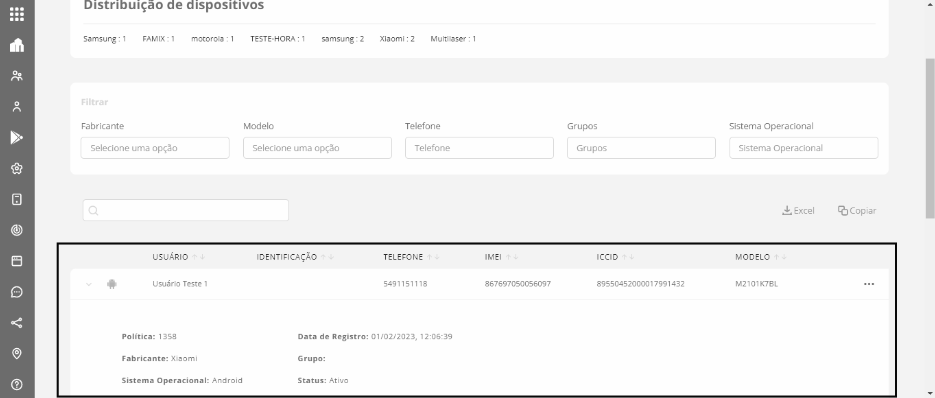 Distribuição de dispositivos
Samsung : 1 FAMIX : 1 motorola : 1 TESTE-HORA : 1 samsung : 2 Xiaomi : 2 Multilaser : 1
Filtrar
Fabricante Modelo Telefone Grupos Sistema Operacional
Selecione uma opção Selecione uma opção Telefone Grupos Sistema Operacional
Excel Copiar
USUÁRIO IDENTIFICAÇÃO TELEFONE IMEI ICCID MODELO
Usuário Teste 1 5491151118 867697050056097 89550452000017991432 M2101K7BL
Política: 1358 Data de Registro: 01/02/2023, 12:06:39
Fabricante: Xiaomi Grupo:
Sistema Operacional: Android Status: Ativo